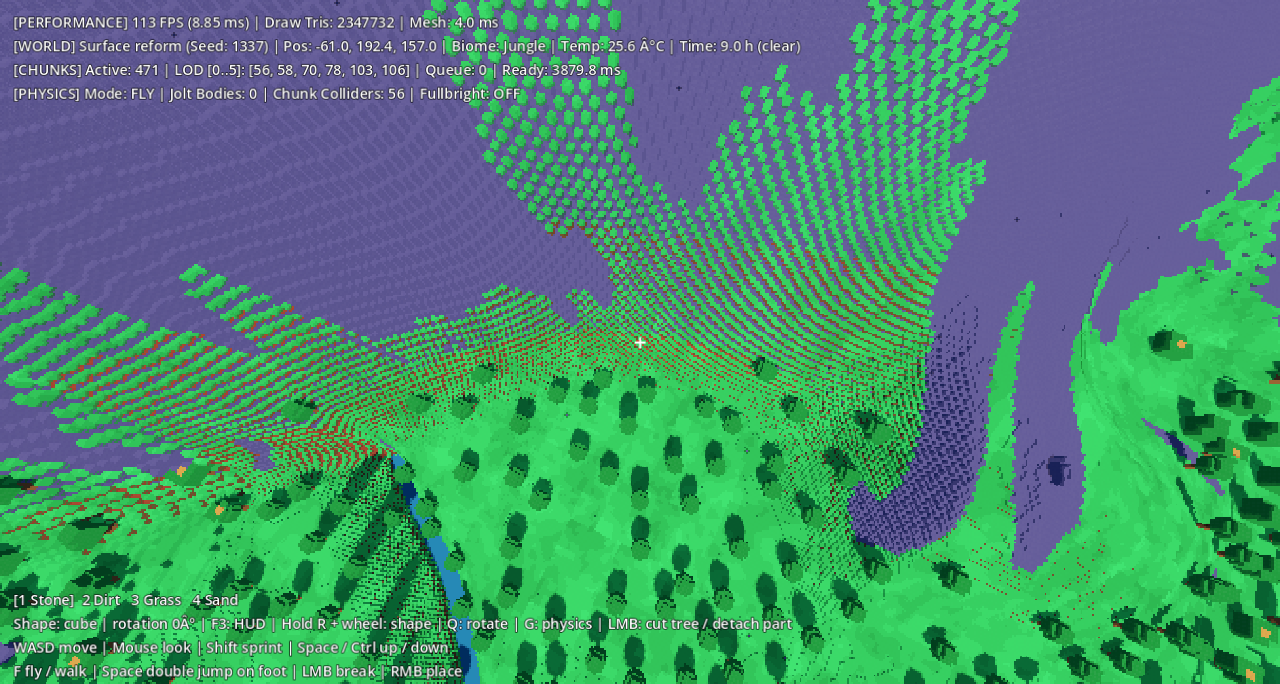 [PERFORMANCE] 113 FPS (8.85 ms) | Draw Tris: 2347732 | Mesh: 4.0 ms
[WORLD] Surface reform (Seed: 1337) | Pos: -61.0, 192.4, 157.0 | Biome: Jungle | Temp: 25.6 Â°C | Time: 9.0 h (clear)
[CHUNKS] Active: 471 | LOD [0..5]: [56, 58, 70, 78, 103, 106] | Queue: 0 | Ready: 3879.8 ms
[PHYSICS] Mode: FLY | Jolt Bodies: 0 | Chunk Colliders: 56 | Fullbright: OFF
[1 Stone] 2 Dirt 3 Grass 4 Sand
Shape: cube | rotation 0Â° | F3: HUD | Hold R + wheel: shape | Q: rotate | G: physics | LMB: cut tree / detach part
WASD move | Mouse look | Shift sprint | Space / Ctrl up / down
F fly / walk | Space double jump on foot | LMB break | RMB place